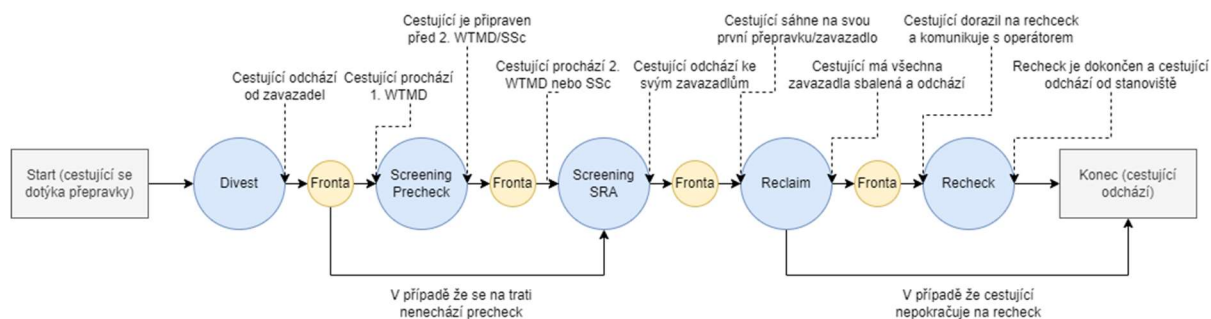 Cestující je připraven
před 2. WTMD/SSc
Cestující sáhne na svou
první přepravku/zavazadlo
Cestující dorazil na rechceck
a komunikuje s operátorem
Cestující odchází
od zavazadel
Cestující prochází
1. WTMD
Cestující prochází 2.
WTMD nebo SSc
Cestující odchází ke
svým zavazadlům
Cestující má všechna
zavazadla sbalená a odchází
Recheck je dokončen a cestující
odchází od stanoviště
Start (cestující se
dotýka přepravky)
Divest
Fronta
Screening
Precheck
Fronta
Screening
SRA
Fronta
Reclaim
Fronta
Recheck
Konec (cestující
odchází)
V případě že se na trati
nenechází precheck
V případě že cestující
nepokračuje na recheck